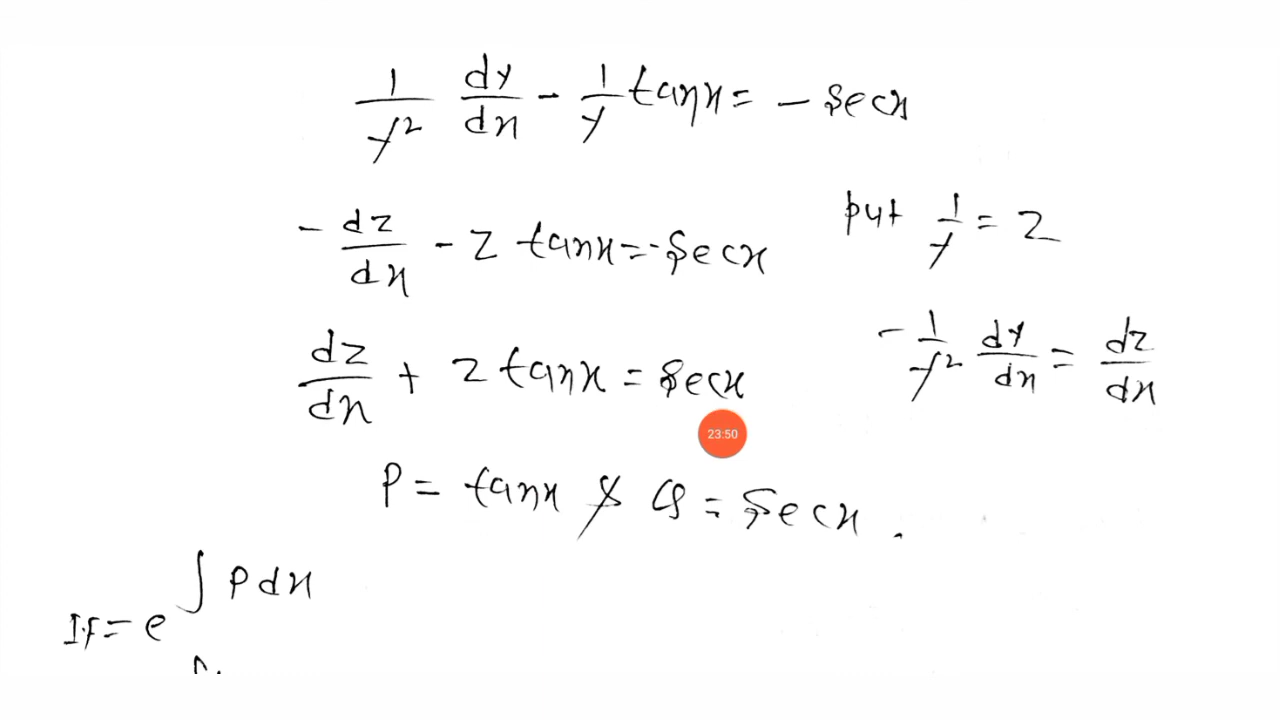 1/y² dy/dx - 1/y tanx = - secx
- dz/dx - z tanx = - secx
put 1/y = z
dz/dx + z tanx = secx
- 1/y² dy/dx = dz/dx
23:50
P = tanx & Q = secx .
I.F = e^∫ P dx